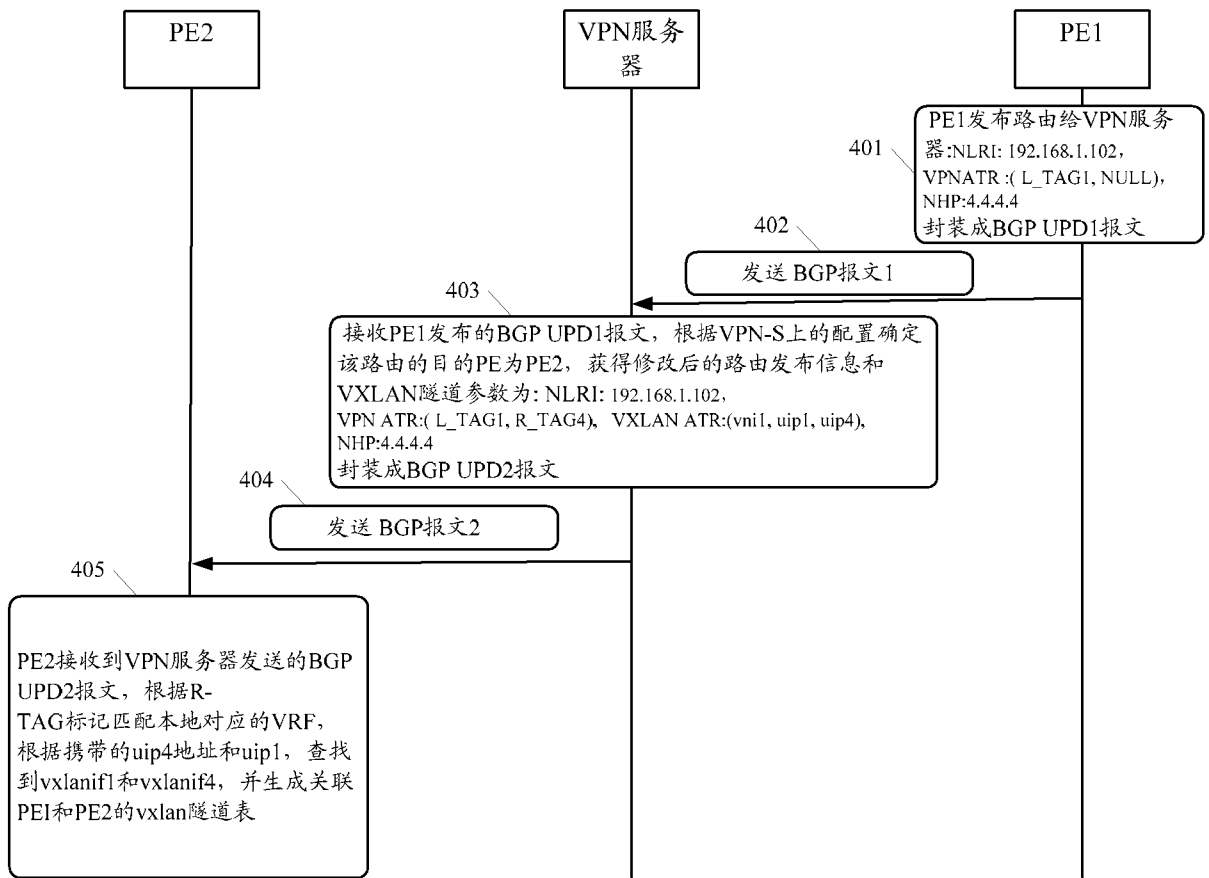 PE2
VPN服务
器
PE1
401
PE1发布路由给VPN服务
器:NLRI: 192.168.1.102，
VPNATR :( L_TAG1, NULL)，
NHP:4.4.4.4
封装成BGP UPD1报文
402
发送 BGP报文1
403
接收PE1发布的BGP UPD1报文，根据VPN-S上的配置确定
该路由的目的PE为PE2，获得修改后的路由发布信息和
VXLAN隧道参数为: NLRI: 192.168.1.102，
VPN ATR:( L_TAG1, R_TAG4)， VXLAN ATR:(vni1, uip1, uip4)，
NHP:4.4.4.4
封装成BGP UPD2报文
404
发送 BGP报文2
405
PE2接收到VPN服务器发送的BGP
UPD2报文，根据R-
TAG标记匹配本地对应的VRF，
根据携带的uip4地址和uip1，查找
到vxlanif1和vxlanif4，并生成关联
PE1和PE2的vxlan隧道表